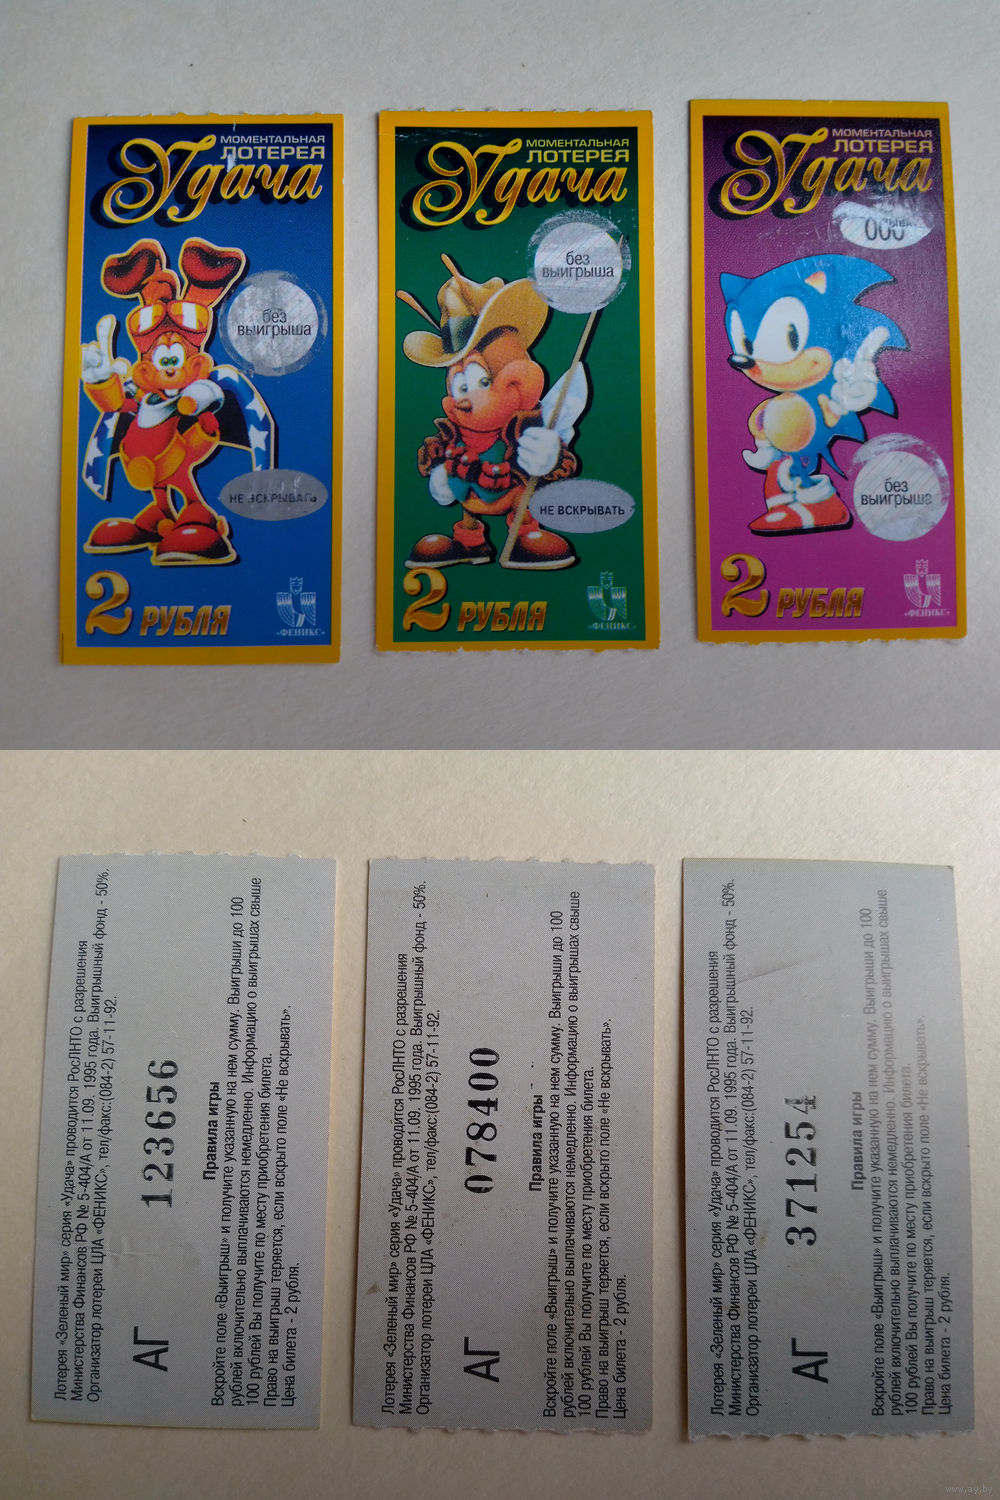 МОМЕНТАЛЬНАЯ
ЛОТЕРЕЯ
Удача
без
выигрыша
НЕ ВСКРЫВАТЬ
2 РУБЛЯ
«ФЕНИКС»
МОМЕНТАЛЬНАЯ
ЛОТЕРЕЯ
Удача
без
выигрыша
НЕ ВСКРЫВАТЬ
2 РУБЛЯ
«ФЕНИКС»
МОМЕНТАЛЬНАЯ
ЛОТЕРЕЯ
Удача
000
без
выигрыша
2 РУБЛЯ
«ФЕНИКС»
Лотерея «Зеленый мир» серия «Удача» проводится РосЛНТО с разрешения
Министерства Финансов РФ № 5-404/А от 11.09. 1995 года. Выигрышный фонд - 50%.
Организатор лотереи ЦЛА «ФЕНИКС», тел/факс:(084-2) 57-11-92.
АГ 123656
Правила игры
Вскройте поле «Выигрыш» и получите указанную на нем сумму. Выигрыши до 100
рублей включительно выплачиваются немедленно. Информацию о выигрышах свыше
100 рублей Вы получите по месту приобретения билета.
Право на выигрыш теряется, если вскрыто поле «Не вскрывать».
Цена билета - 2 рубля.
Лотерея «Зеленый мир» серия «Удача» проводится РосЛНТО с разрешения
Министерства Финансов РФ № 5-404/А от 11.09. 1995 года. Выигрышный фонд - 50%.
Организатор лотереи ЦЛА «ФЕНИКС», тел/факс:(084-2) 57-11-92.
АГ 078400
Правила игры
Вскройте поле «Выигрыш» и получите указанную на нем сумму. Выигрыши до 100
рублей включительно выплачиваются немедленно. Информацию о выигрышах свыше
100 рублей Вы получите по месту приобретения билета.
Право на выигрыш теряется, если вскрыто поле «Не вскрывать».
Цена билета - 2 рубля.
Лотерея «Зеленый мир» серия «Удача» проводится РосЛНТО с разрешения
Министерства Финансов РФ № 5-404/А от 11.09. 1995 года. Выигрышный фонд - 50%.
Организатор лотереи ЦЛА «ФЕНИКС», тел/факс:(084-2) 57-11-92.
АГ 371254
Правила игры
Вскройте поле «Выигрыш» и получите указанную на нем сумму. Выигрыши до 100
рублей включительно выплачиваются немедленно. Информацию о выигрышах свыше
100 рублей Вы получите по месту приобретения билета.
Право на выигрыш теряется, если вскрыто поле «Не вскрывать».
Цена билета - 2 рубля.
www.ay.by